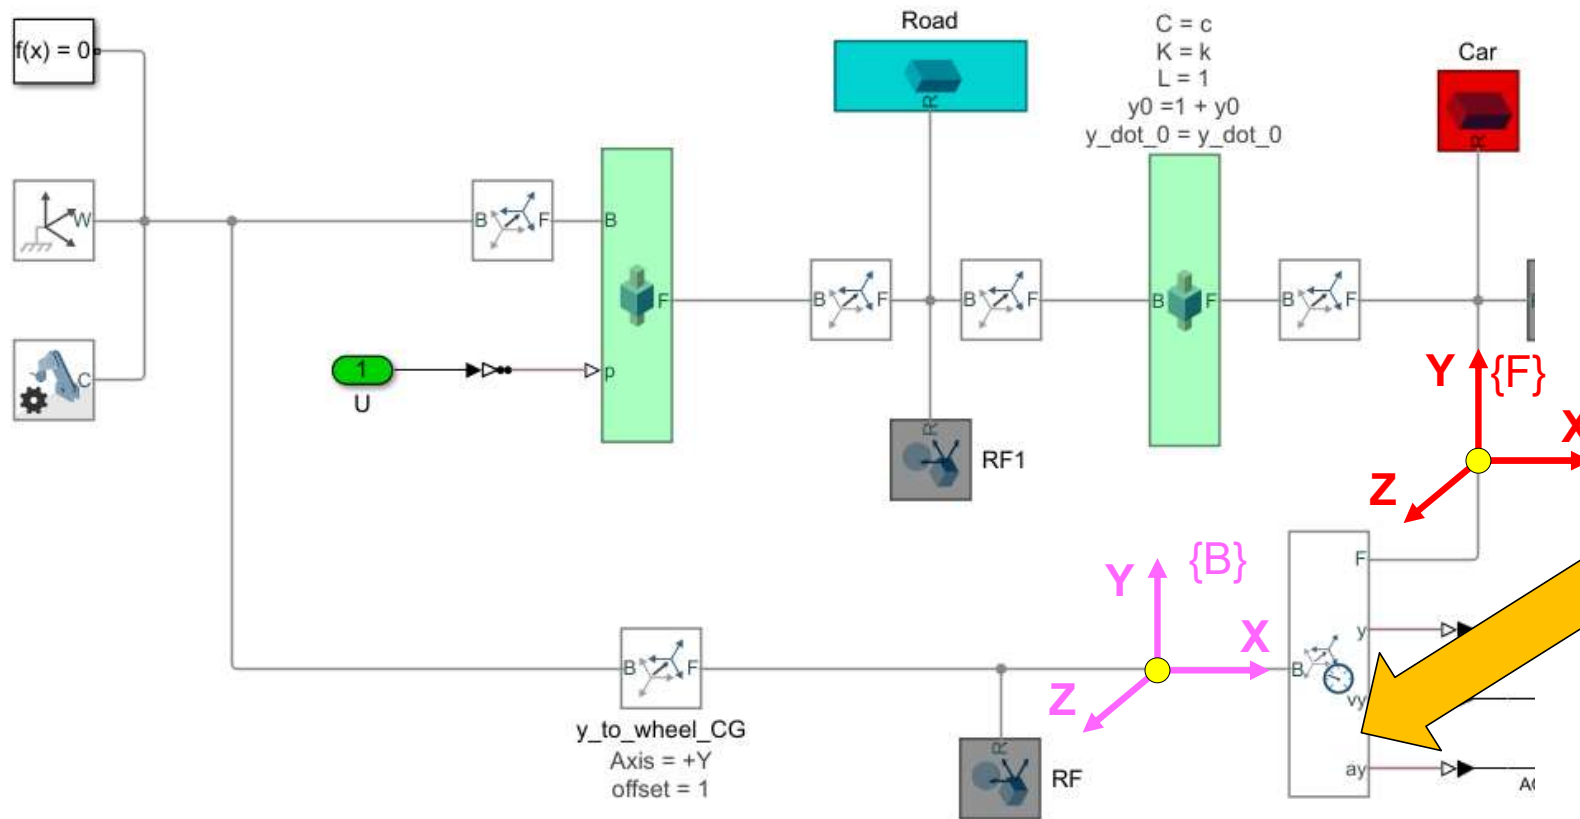 f(x) = 0
Road
R
C = c
K = k
L = 1
y0 =1 + y0
y_dot_0 = y_dot_0
Car
R
W
B F
B
F
p
B F
B F
B F
B F
C
1
U
R
RF1
Y {F}
X
Z
Y {B}
X
Z
F
y
B
vy
ay
B F
y_to_wheel_CG
Axis = +Y
offset = 1
R
RF